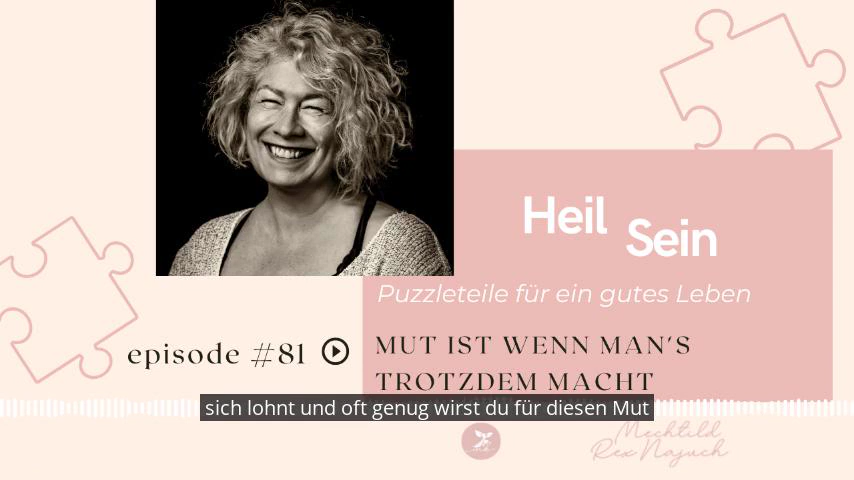 Heil
Sein
Puzzleteile für ein gutes Leben
episode #81
MUT IST WENN MAN'S
TROTZDEM MACHT
sich lohnt und oft genug wirst du für diesen Mut
Mechtild
Rex Najuch